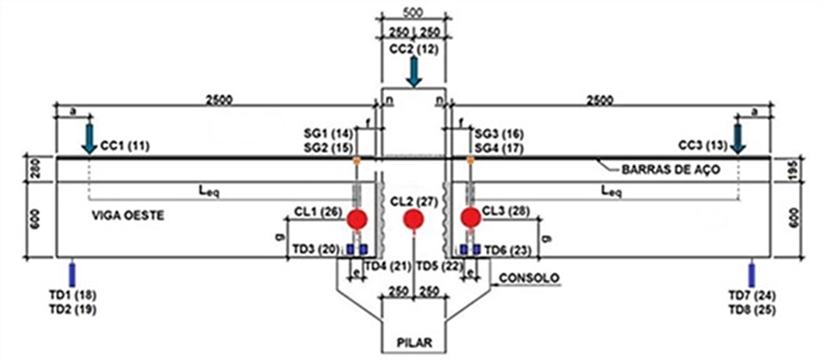 500
250 250
CC2 (12)
2500
n
n
2500
a
f
f
a
CC1 (11)
SG1 (14)
SG2 (15)
SG3 (16)
SG4 (17)
CC3 (13)
280
BARRAS DE AÇO
195
Leq
Leq
600
VIGA OESTE
CL1 (26)
CL2 (27)
CL3 (28)
600
g
g
TD3 (20)
TD6 (23)
TD4 (21)
TD5 (22)
e
e
CONSOLO
TD1 (18)
TD2 (19)
250 250
TD7 (24)
TD8 (25)
PILAR